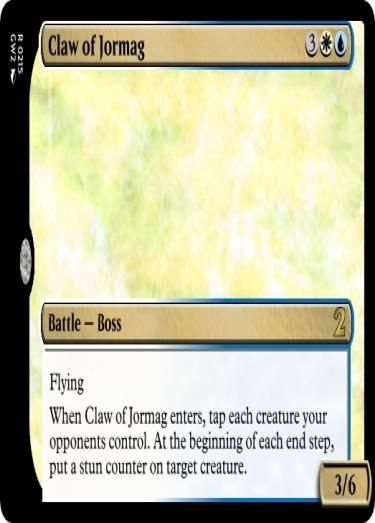 Claw of Jormag 3
R 0215
GW2
Battle – Boss 2
Flying
When Claw of Jormag enters, tap each creature your
opponents control. At the beginning of each end step,
put a stun counter on target creature.
3/6